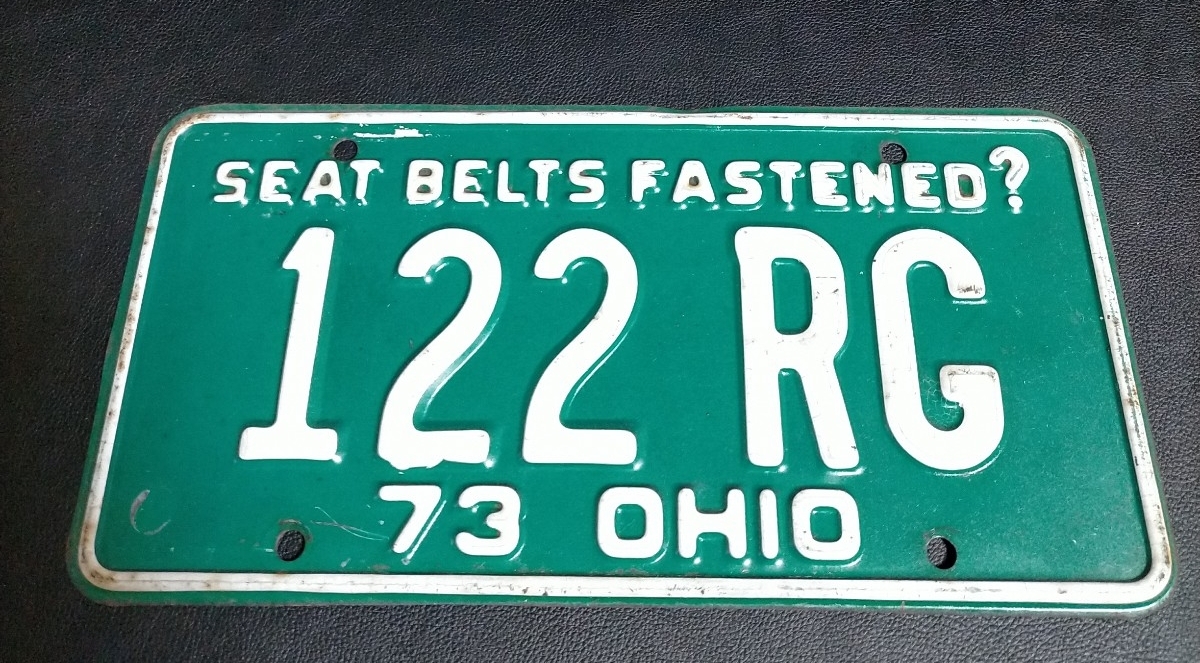 SEAT BELTS FASTENED?
122 RG
73 OHIO